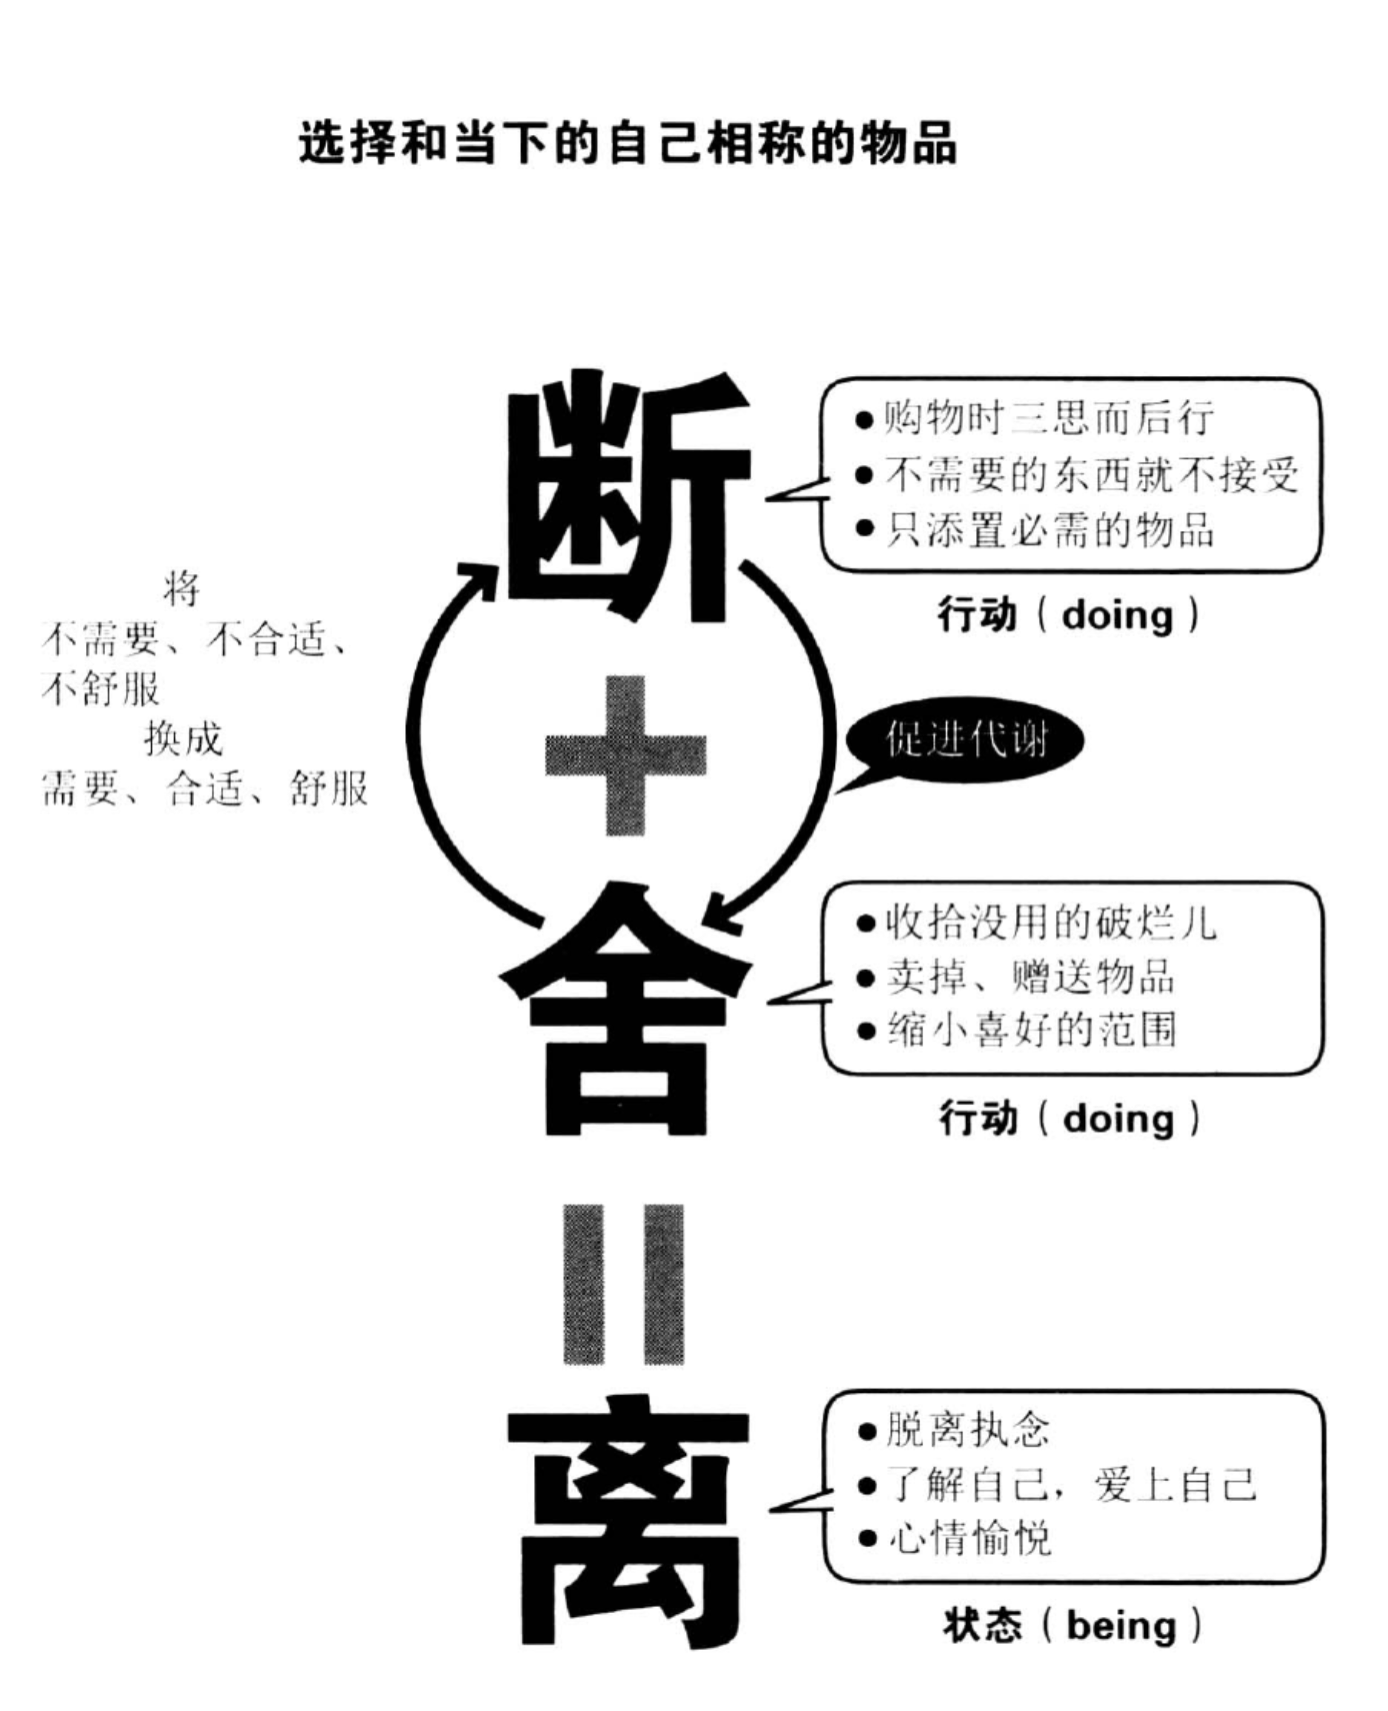 选择和当下的自己相称的物品
断
●购物时三思而后行
●不需要的东西就不接受
●只添置必需的物品
行动（doing）
将
不需要、不合适、
不舒服
换成
需要、合适、舒服
+
促进代谢
舍
●收拾没用的破烂儿
●卖掉、赠送物品
●缩小喜好的范围
行动（doing）
=
离
●脱离执念
●了解自己，爱上自己
●心情愉悦
状态（being）